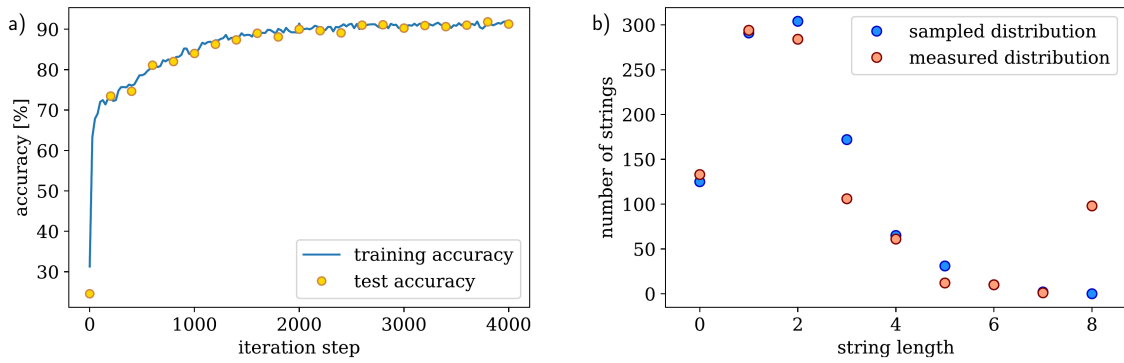 a)
accuracy [%]
90
80
70
60
50
40
30
0 1000 2000 3000 4000
iteration step
training accuracy
test accuracy
b)
number of strings
300
250
200
150
100
50
0
0 2 4 6 8
string length
sampled distribution
measured distribution